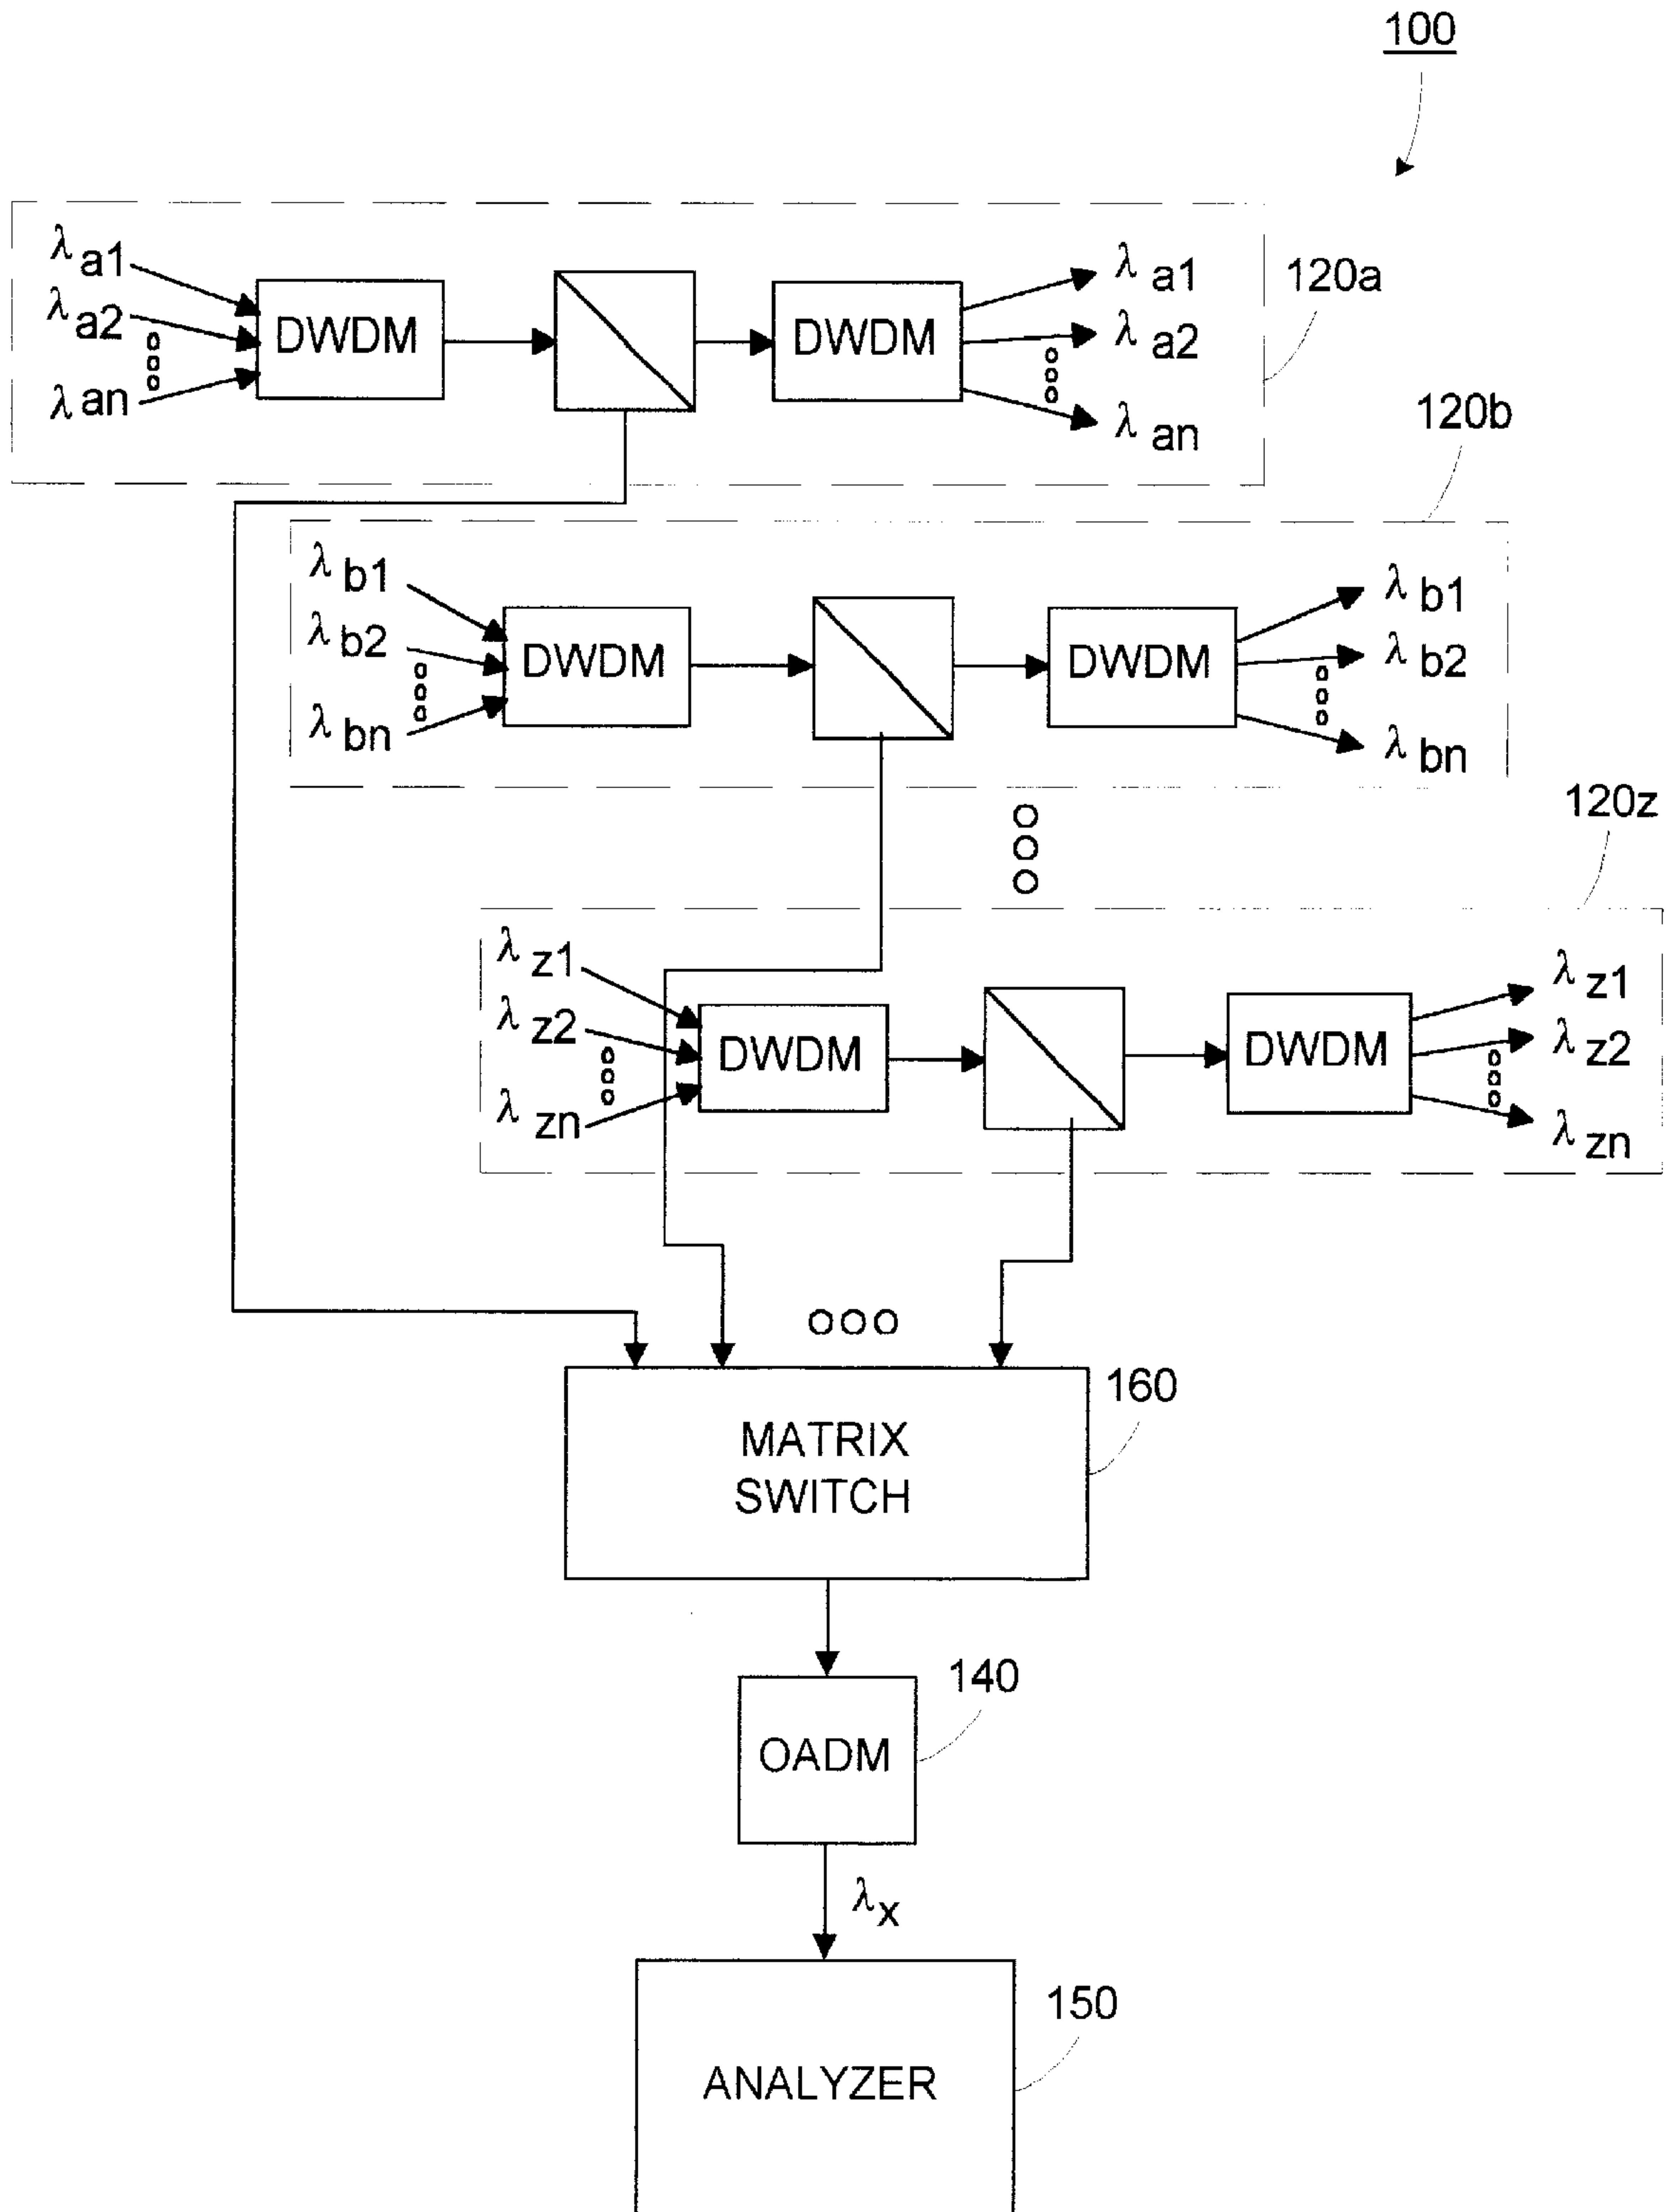 100
λa1 λa1
λa2 DWDM DWDM λa2
λan λan
120a
120b
λb1 λb1
λb2 DWDM DWDM λb2
λbn λbn
120z
λz1 λz1
λz2 DWDM DWDM λz2
λzn λzn
160
MATRIX
SWITCH
140
OADM
λx
150
ANALYZER